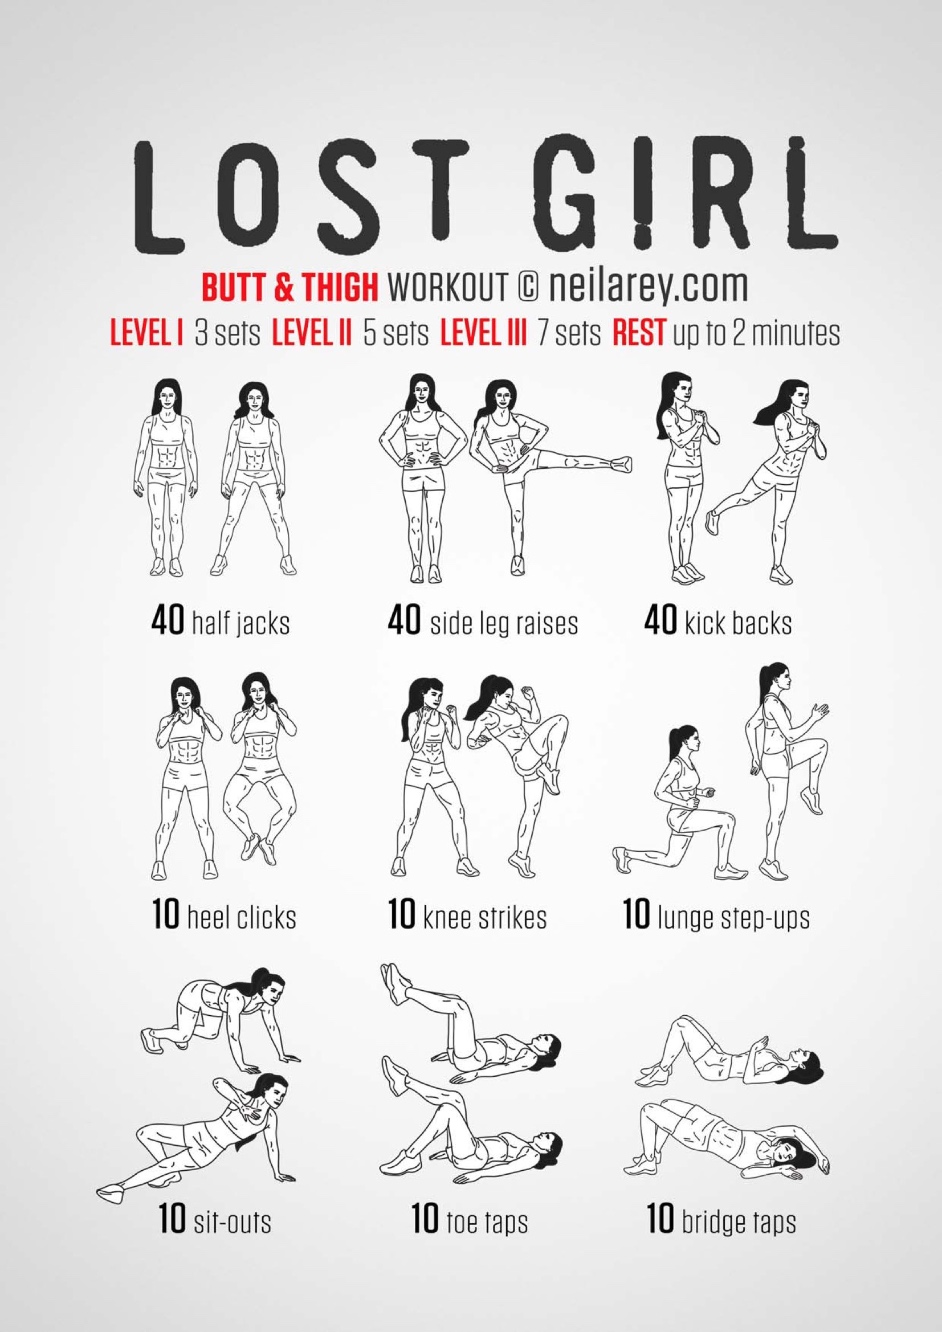 LOST GIRL
BUTT & THIGH WORKOUT © neilarey.com
LEVEL I 3 sets LEVEL II 5 sets LEVEL III 7 sets REST up to 2 minutes
40 half jacks
40 side leg raises
40 kick backs
10 heel clicks
10 knee strikes
10 lunge step-ups
10 sit-outs
10 toe taps
10 bridge taps